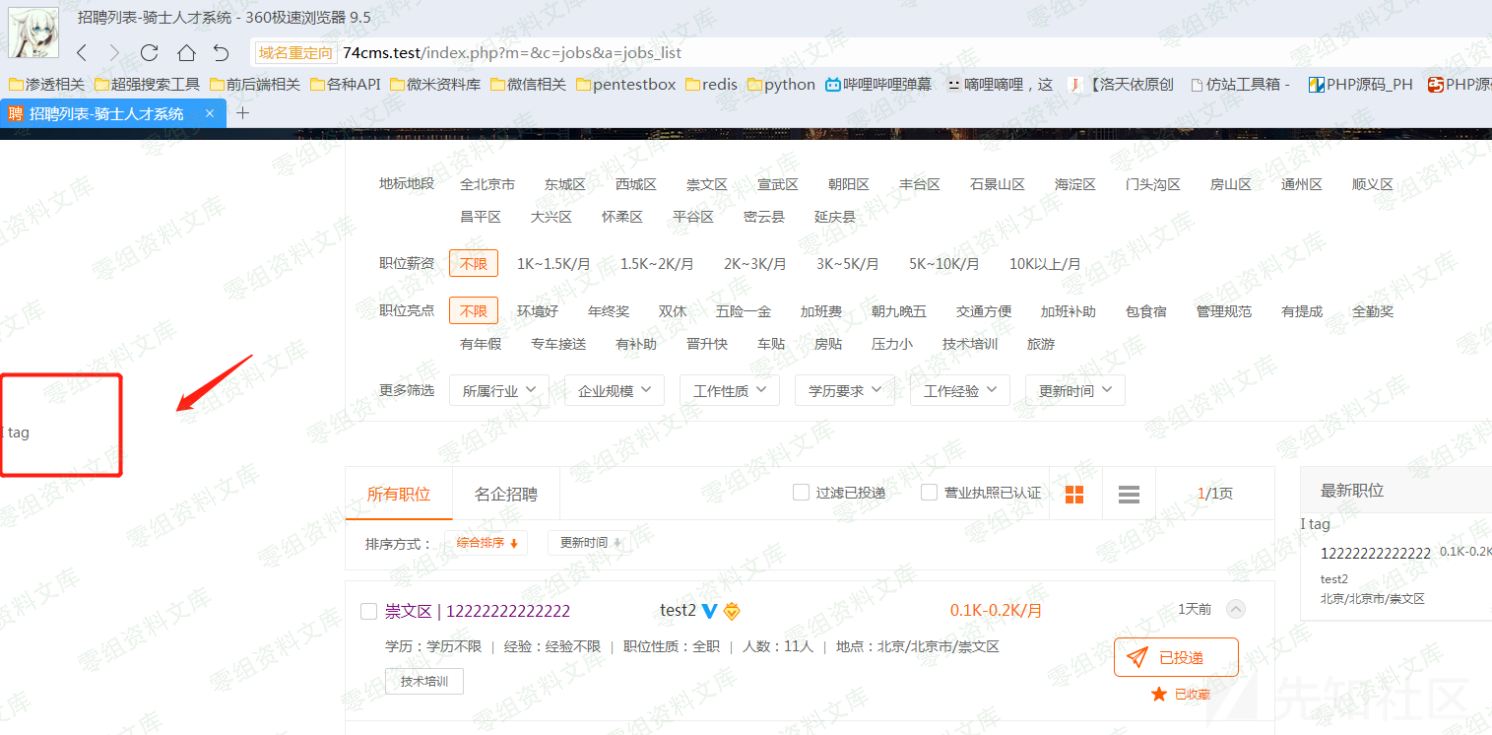 招聘列表-骑士人才系统 - 360极速浏览器 9.5
域名重定向 74cms.test/index.php?m=&c=jobs&a=jobs_list
渗透相关 超强搜索工具 前后端相关 各种API 微米资料库 微信相关 pentestbox redis python 哔哩哔哩弹幕 嘀哩嘀哩，这 【洛天依原创 仿站工具箱 - PHP源码_PH PHP源码
聘 招聘列表-骑士人才系统 × +
地标地段 全北京市 东城区 西城区 崇文区 宣武区 朝阳区 丰台区 石景山区 海淀区 门头沟区 房山区 通州区 顺义区
昌平区 大兴区 怀柔区 平谷区 密云县 延庆县
职位薪资 不限 1K~1.5K/月 1.5K~2K/月 2K~3K/月 3K~5K/月 5K~10K/月 10K以上/月
职位亮点 不限 环境好 年终奖 双休 五险一金 加班费 朝九晚五 交通方便 加班补助 包食宿 管理规范 有提成 全勤奖
有年假 专车接送 有补助 晋升快 车贴 房贴 压力小 技术培训 旅游
更多筛选 所属行业 企业规模 工作性质 学历要求 工作经验 更新时间
I tag
所有职位 名企招聘 过滤已投递 营业执照已认证 1/1页
排序方式： 综合排序 更新时间
崇文区 | 12222222222222 test2 0.1K-0.2K/月 1天前
学历：学历不限 | 经验：经验不限 | 职位性质：全职 | 人数：11人 | 地点：北京/北京市/崇文区
已投递
技术培训
已收藏
最新职位
I tag
12222222222222 0.1K-0.2K
test2
北京/北京市/崇文区
零组资料文库
先知社区